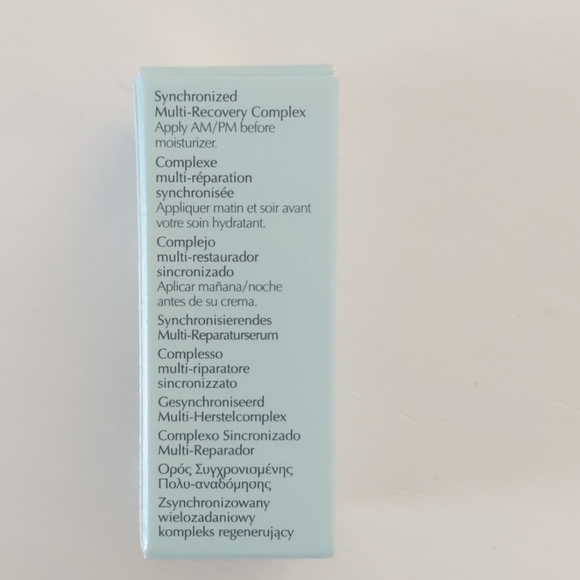 Synchronized
Multi-Recovery Complex
Apply AM/PM before
moisturizer.
Complexe
multi-réparation
synchronisée
Appliquer matin et soir avant
votre soin hydratant.
Complejo
multi-restaurador
sincronizado
Aplicar mañana/noche
antes de su crema.
Synchronisierendes
Multi-Reparaturserum
Complesso
multi-riparatore
sincronizzato
Gesynchroniseerd
Multi-Herstelcomplex
Complexo Sincronizado
Multi-Reparador
Ορός Συγχρονισμένης
Πολυ-αναδόμησης
Zsynchronizowany
wielozadaniowy
kompleks regenerujący